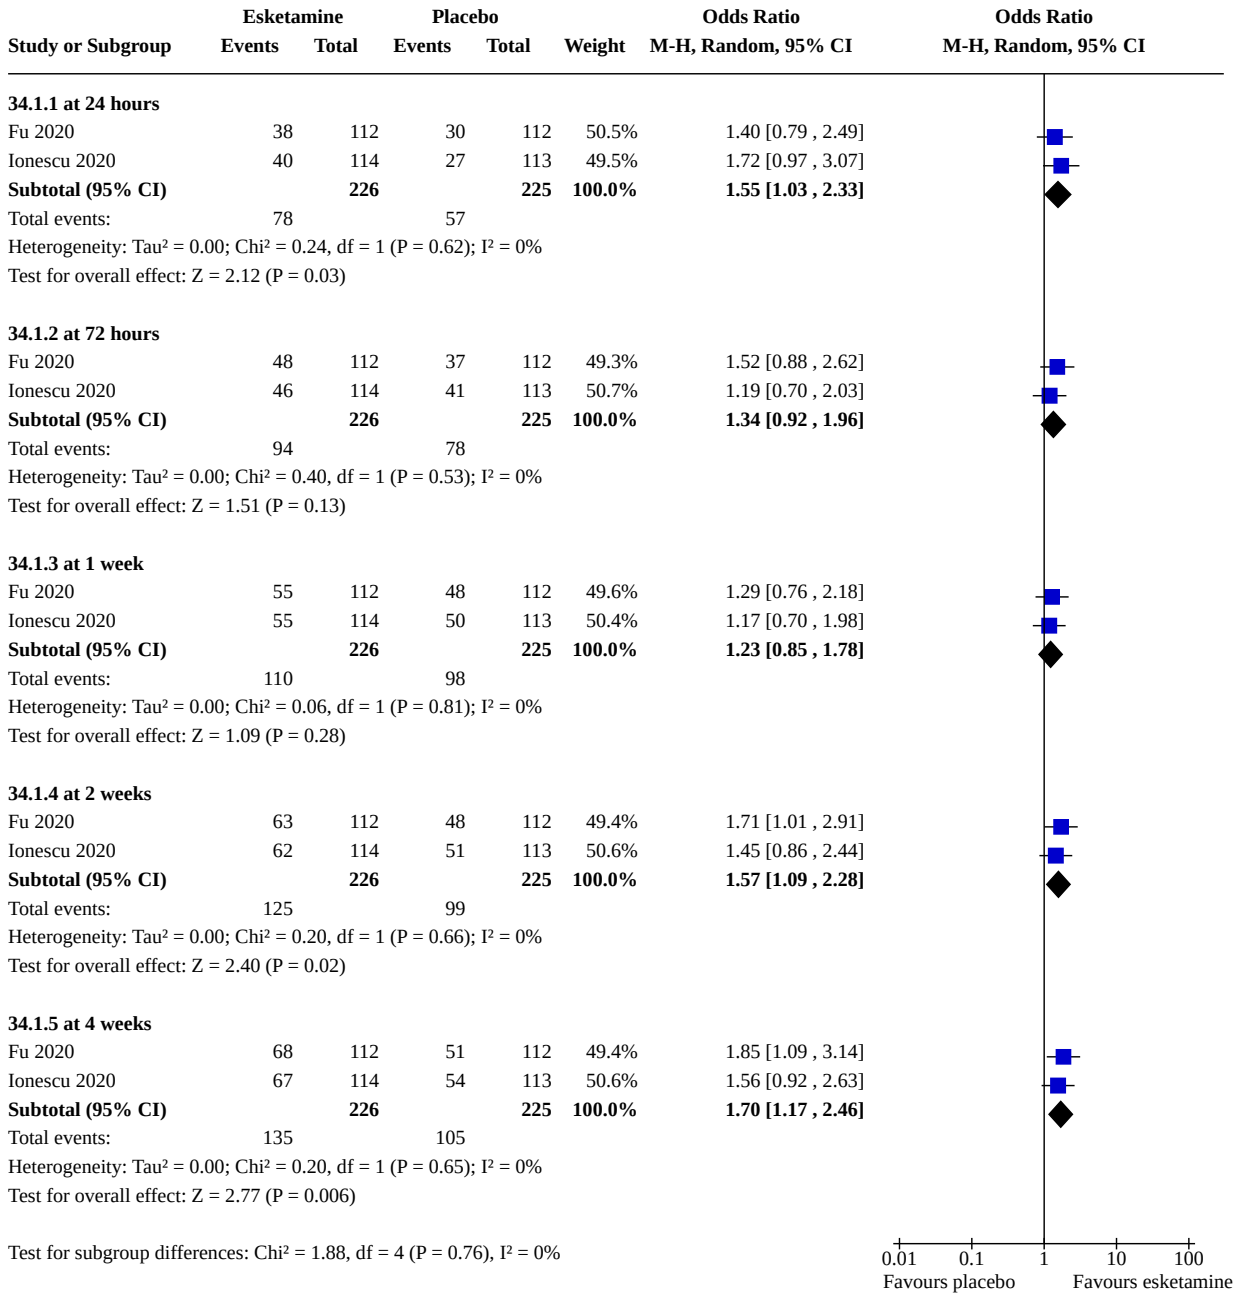 Esketamine Placebo Odds Ratio Odds Ratio
Study or Subgroup Events Total Events Total Weight M-H, Random, 95% CI M-H, Random, 95% CI
34.1.1 at 24 hours
Fu 2020 38 112 30 112 50.5% 1.40 [0.79 , 2.49]
Ionescu 2020 40 114 27 113 49.5% 1.72 [0.97 , 3.07]
Subtotal (95% CI) 226 225 100.0% 1.55 [1.03 , 2.33]
Total events: 78 57
Heterogeneity: Tau² = 0.00; Chi² = 0.24, df = 1 (P = 0.62); I² = 0%
Test for overall effect: Z = 2.12 (P = 0.03)
34.1.2 at 72 hours
Fu 2020 48 112 37 112 49.3% 1.52 [0.88 , 2.62]
Ionescu 2020 46 114 41 113 50.7% 1.19 [0.70 , 2.03]
Subtotal (95% CI) 226 225 100.0% 1.34 [0.92 , 1.96]
Total events: 94 78
Heterogeneity: Tau² = 0.00; Chi² = 0.40, df = 1 (P = 0.53); I² = 0%
Test for overall effect: Z = 1.51 (P = 0.13)
34.1.3 at 1 week
Fu 2020 55 112 48 112 49.6% 1.29 [0.76 , 2.18]
Ionescu 2020 55 114 50 113 50.4% 1.17 [0.70 , 1.98]
Subtotal (95% CI) 226 225 100.0% 1.23 [0.85 , 1.78]
Total events: 110 98
Heterogeneity: Tau² = 0.00; Chi² = 0.06, df = 1 (P = 0.81); I² = 0%
Test for overall effect: Z = 1.09 (P = 0.28)
34.1.4 at 2 weeks
Fu 2020 63 112 48 112 49.4% 1.71 [1.01 , 2.91]
Ionescu 2020 62 114 51 113 50.6% 1.45 [0.86 , 2.44]
Subtotal (95% CI) 226 225 100.0% 1.57 [1.09 , 2.28]
Total events: 125 99
Heterogeneity: Tau² = 0.00; Chi² = 0.20, df = 1 (P = 0.66); I² = 0%
Test for overall effect: Z = 2.40 (P = 0.02)
34.1.5 at 4 weeks
Fu 2020 68 112 51 112 49.4% 1.85 [1.09 , 3.14]
Ionescu 2020 67 114 54 113 50.6% 1.56 [0.92 , 2.63]
Subtotal (95% CI) 226 225 100.0% 1.70 [1.17 , 2.46]
Total events: 135 105
Heterogeneity: Tau² = 0.00; Chi² = 0.20, df = 1 (P = 0.65); I² = 0%
Test for overall effect: Z = 2.77 (P = 0.006)
Test for subgroup differences: Chi² = 1.88, df = 4 (P = 0.76), I² = 0%
0.01 0.1 1 10 100
Favours placebo Favours esketamine